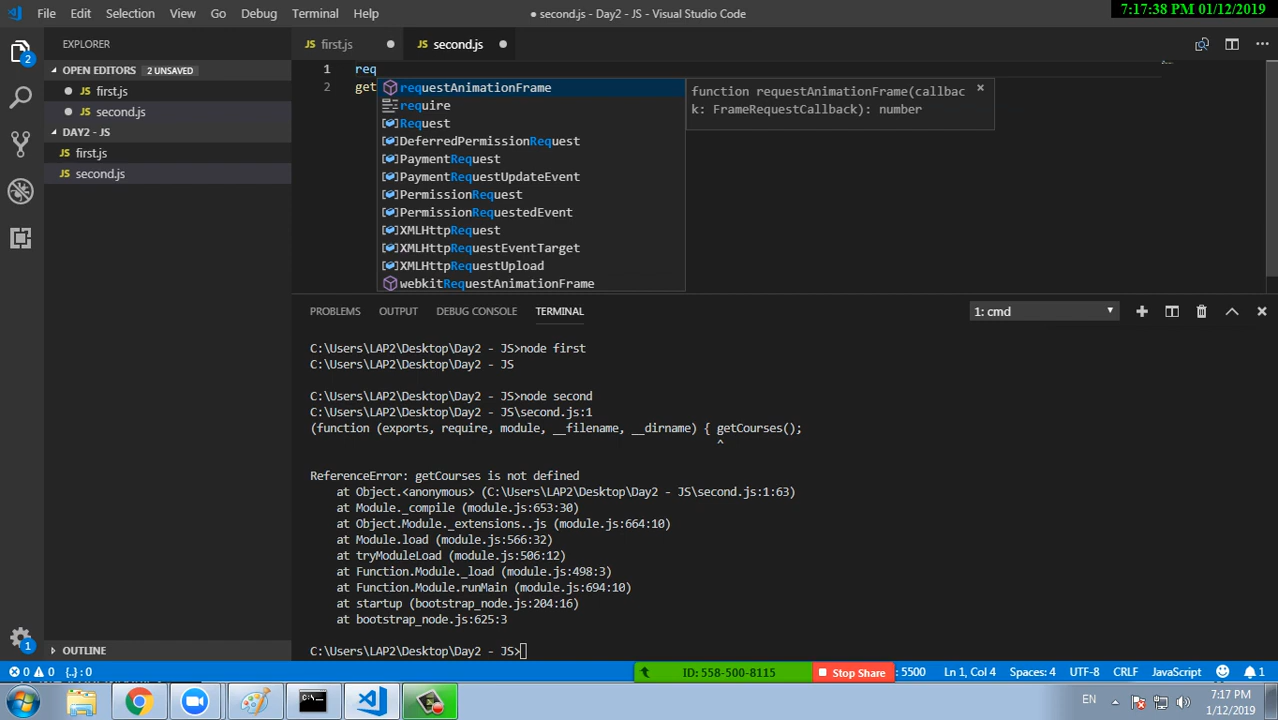 File Edit Selection View Go Debug Terminal Help
● second.js - Day2 - JS - Visual Studio Code
7:17:38 PM 01/12/2019
EXPLORER
OPEN EDITORS 2 UNSAVED
first.js
second.js
DAY2 - JS
JS first.js
JS second.js
OUTLINE
2
1
JS first.js
JS second.js
1 req
2 get
requestAnimationFrame
require
Request
DeferredPermissionRequest
PaymentRequest
PaymentRequestUpdateEvent
PermissionRequest
PermissionRequestedEvent
XMLHttpRequest
XMLHttpRequestEventTarget
XMLHttpRequestUpload
webkitRequestAnimationFrame
function requestAnimationFrame(callbac
k: FrameRequestCallback): number
PROBLEMS OUTPUT DEBUG CONSOLE TERMINAL
1: cmd
C:\Users\LAP2\Desktop\Day2 - JS>node first
C:\Users\LAP2\Desktop\Day2 - JS
C:\Users\LAP2\Desktop\Day2 - JS>node second
C:\Users\LAP2\Desktop\Day2 - JS\second.js:1
(function (exports, require, module, __filename, __dirname) { getCourses();
^
ReferenceError: getCourses is not defined
at Object.<anonymous> (C:\Users\LAP2\Desktop\Day2 - JS\second.js:1:63)
at Module._compile (module.js:653:30)
at Object.Module._extensions..js (module.js:664:10)
at Module.load (module.js:566:32)
at tryModuleLoad (module.js:506:12)
at Function.Module._load (module.js:498:3)
at Function.Module.runMain (module.js:694:10)
at startup (bootstrap_node.js:204:16)
at bootstrap_node.js:625:3
C:\Users\LAP2\Desktop\Day2 - JS>
0 0 {..} : 0
ID: 558-500-8115
Stop Share
: 5500 Ln 1, Col 4 Spaces: 4 UTF-8 CRLF JavaScript 1
EN
7:17 PM
1/12/2019